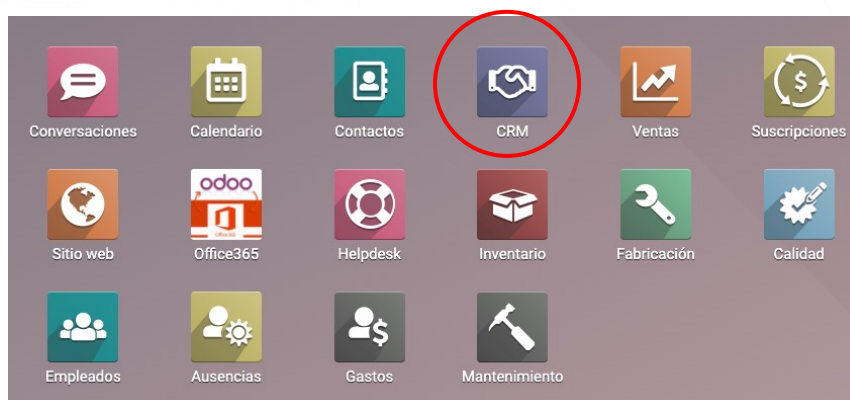 Conversaciones
Calendario
Contactos
CRM
Ventas
Suscripciones
odoo
Sitio web
Office365
Helpdesk
Inventario
Fabricación
Calidad
Empleados
Ausencias
Gastos
Mantenimiento